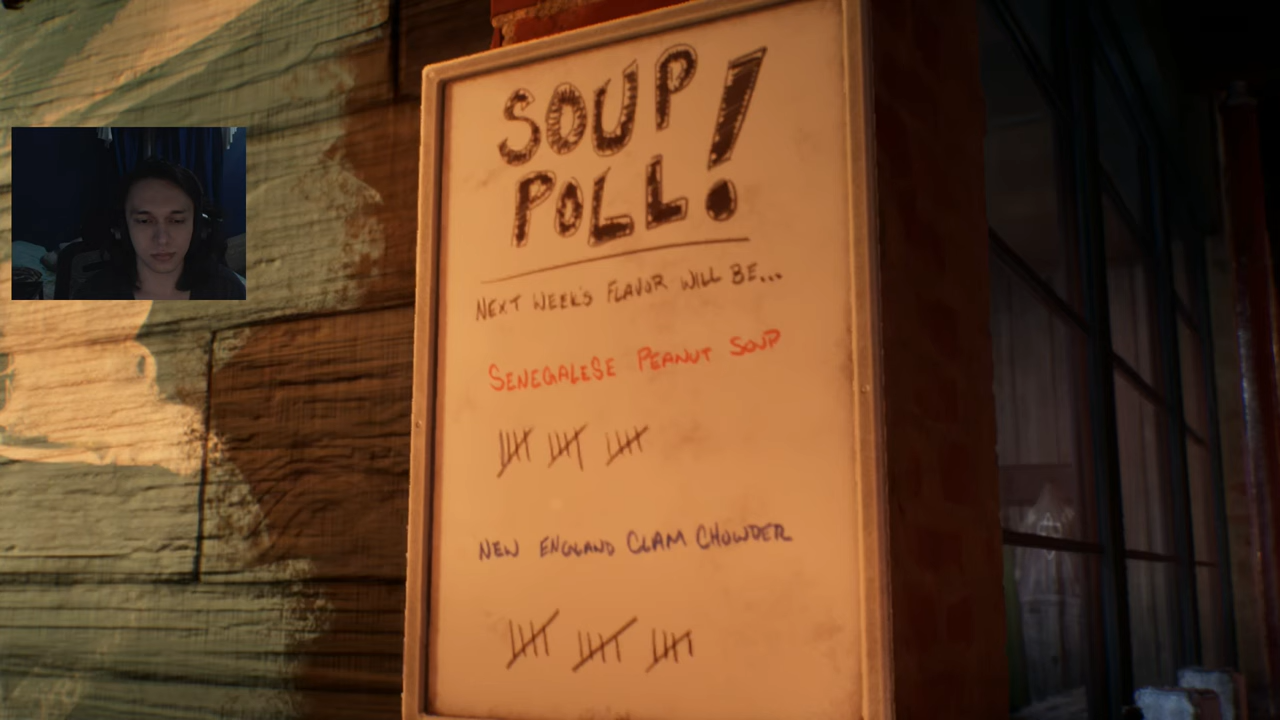 SOUP
POLL!
NEXT WEEK'S FLAVOR WILL BE...
SENEGALESE PEANUT SOUP
NEW ENGLAND CLAM CHOWDER